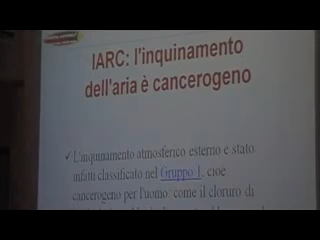 IARC: l'inquinamento
dell'aria è cancerogeno
✓ L'inquinamento atmosferico esterno è stato
infatti classificato nel Gruppo 1, cioè
cancerogeno per l'uomo: come il cloruro di